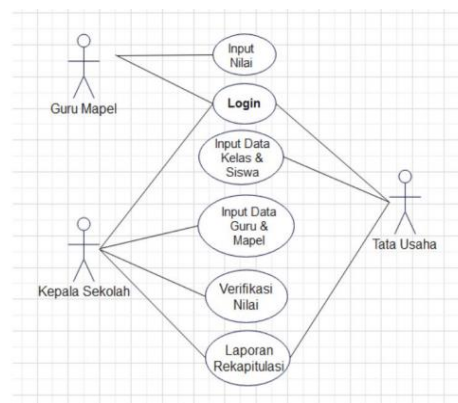 Input
Nilai
Guru Mapel
Login
Input Data
Kelas &
Siswa
Input Data
Guru &
Mapel
Tata Usaha
Kepala Sekolah
Verifikasi
Nilai
Laporan
Rekapitulasi